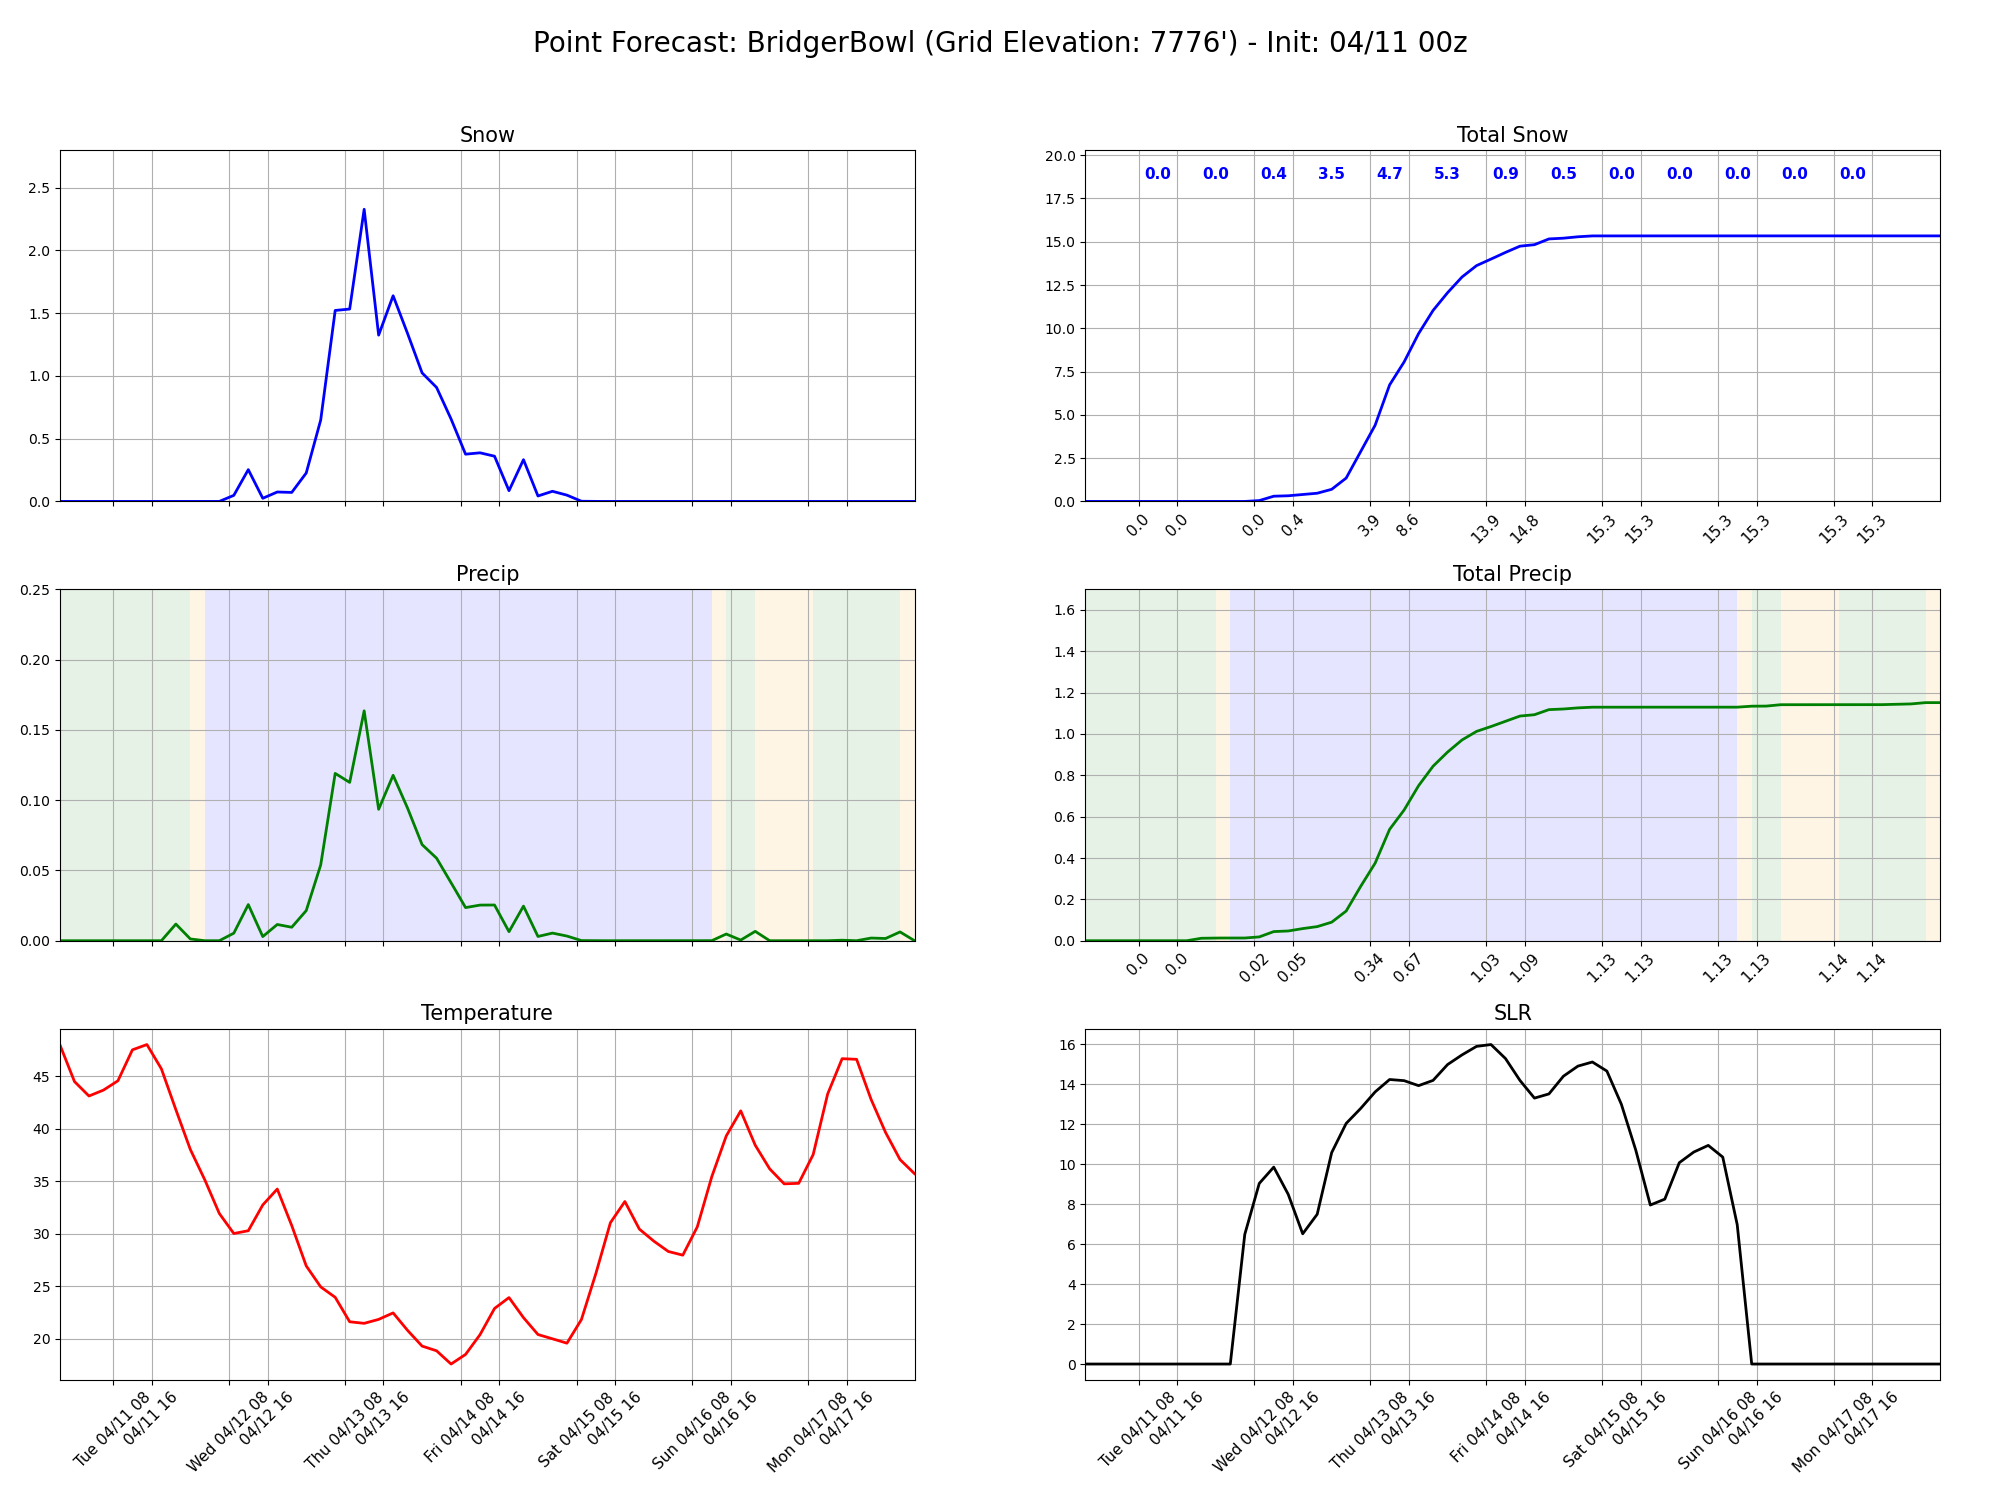 Point Forecast: BridgerBowl (Grid Elevation: 7776') - Init: 04/11 00z
Snow
2.5
2.0
1.5
1.0
0.5
0.0
Total Snow
20.0
17.5
15.0
12.5
10.0
7.5
5.0
2.5
0.0
0.0 0.0 0.4 3.5 4.7 5.3 0.9 0.5 0.0 0.0 0.0 0.0 0.0
0.0 0.0 0.0 0.4 3.9 8.6 13.9 14.8 15.3 15.3 15.3 15.3 15.3 15.3
Precip
0.25
0.20
0.15
0.10
0.05
0.00
Total Precip
1.6
1.4
1.2
1.0
0.8
0.6
0.4
0.2
0.0
0.0 0.0 0.02 0.05 0.34 0.67 1.03 1.09 1.13 1.13 1.13 1.13 1.14 1.14
Temperature
45
40
35
30
25
20
Tue 04/11 08
04/11 16
Wed 04/12 08
04/12 16
Thu 04/13 08
04/13 16
Fri 04/14 08
04/14 16
Sat 04/15 08
04/15 16
Sun 04/16 08
04/16 16
Mon 04/17 08
04/17 16
SLR
16
14
12
10
8
6
4
2
0
Tue 04/11 08
04/11 16
Wed 04/12 08
04/12 16
Thu 04/13 08
04/13 16
Fri 04/14 08
04/14 16
Sat 04/15 08
04/15 16
Sun 04/16 08
04/16 16
Mon 04/17 08
04/17 16